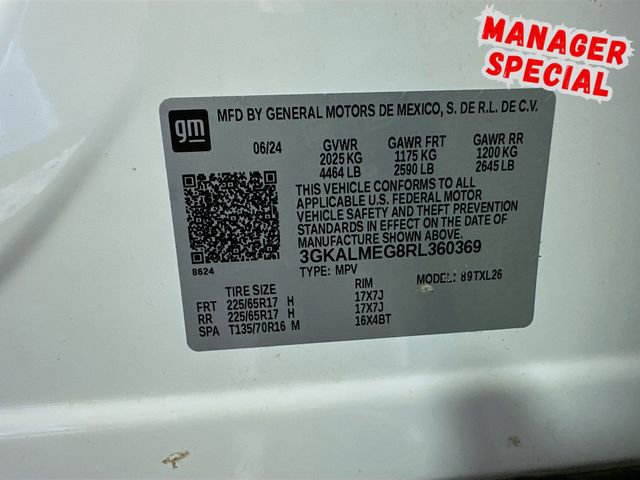 MANAGER
SPECIAL
gm
MFD BY GENERAL MOTORS DE MEXICO, S. DE R.L. DE C.V.
06/24 GVWR GAWR FRT GAWR RR
2025 KG 1175 KG 1200 KG
4464 LB 2590 LB 2645 LB
THIS VEHICLE CONFORMS TO ALL
APPLICABLE U.S. FEDERAL MOTOR
VEHICLE SAFETY AND THEFT PREVENTION
STANDARDS IN EFFECT ON THE DATE OF
MANUFACTURE SHOWN ABOVE.
8624
3GKALMEG8RL360369
TYPE: MPV MODEL: 89TXL26
TIRE SIZE RIM
FRT 225/65R17 H 17X7J
RR 225/65R17 H 17X7J
SPA T135/70R16 M 16X4BT